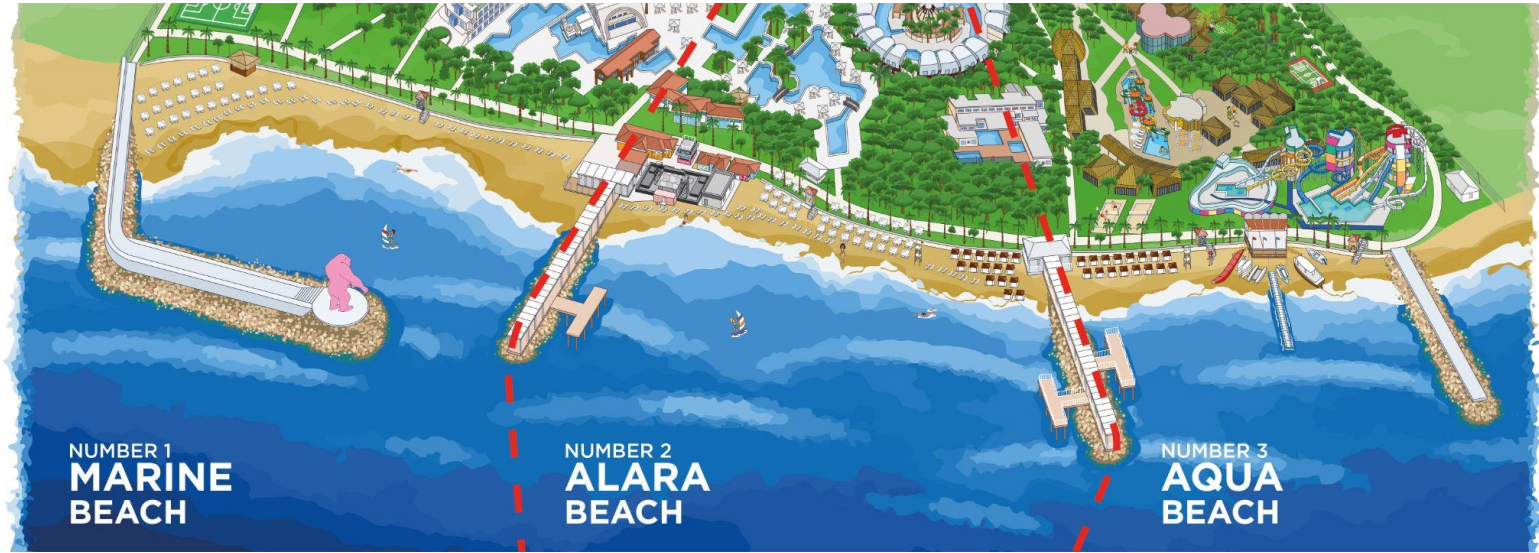 NUMBER 1
MARINE
BEACH
NUMBER 2
ALARA
BEACH
NUMBER 3
AQUA
BEACH